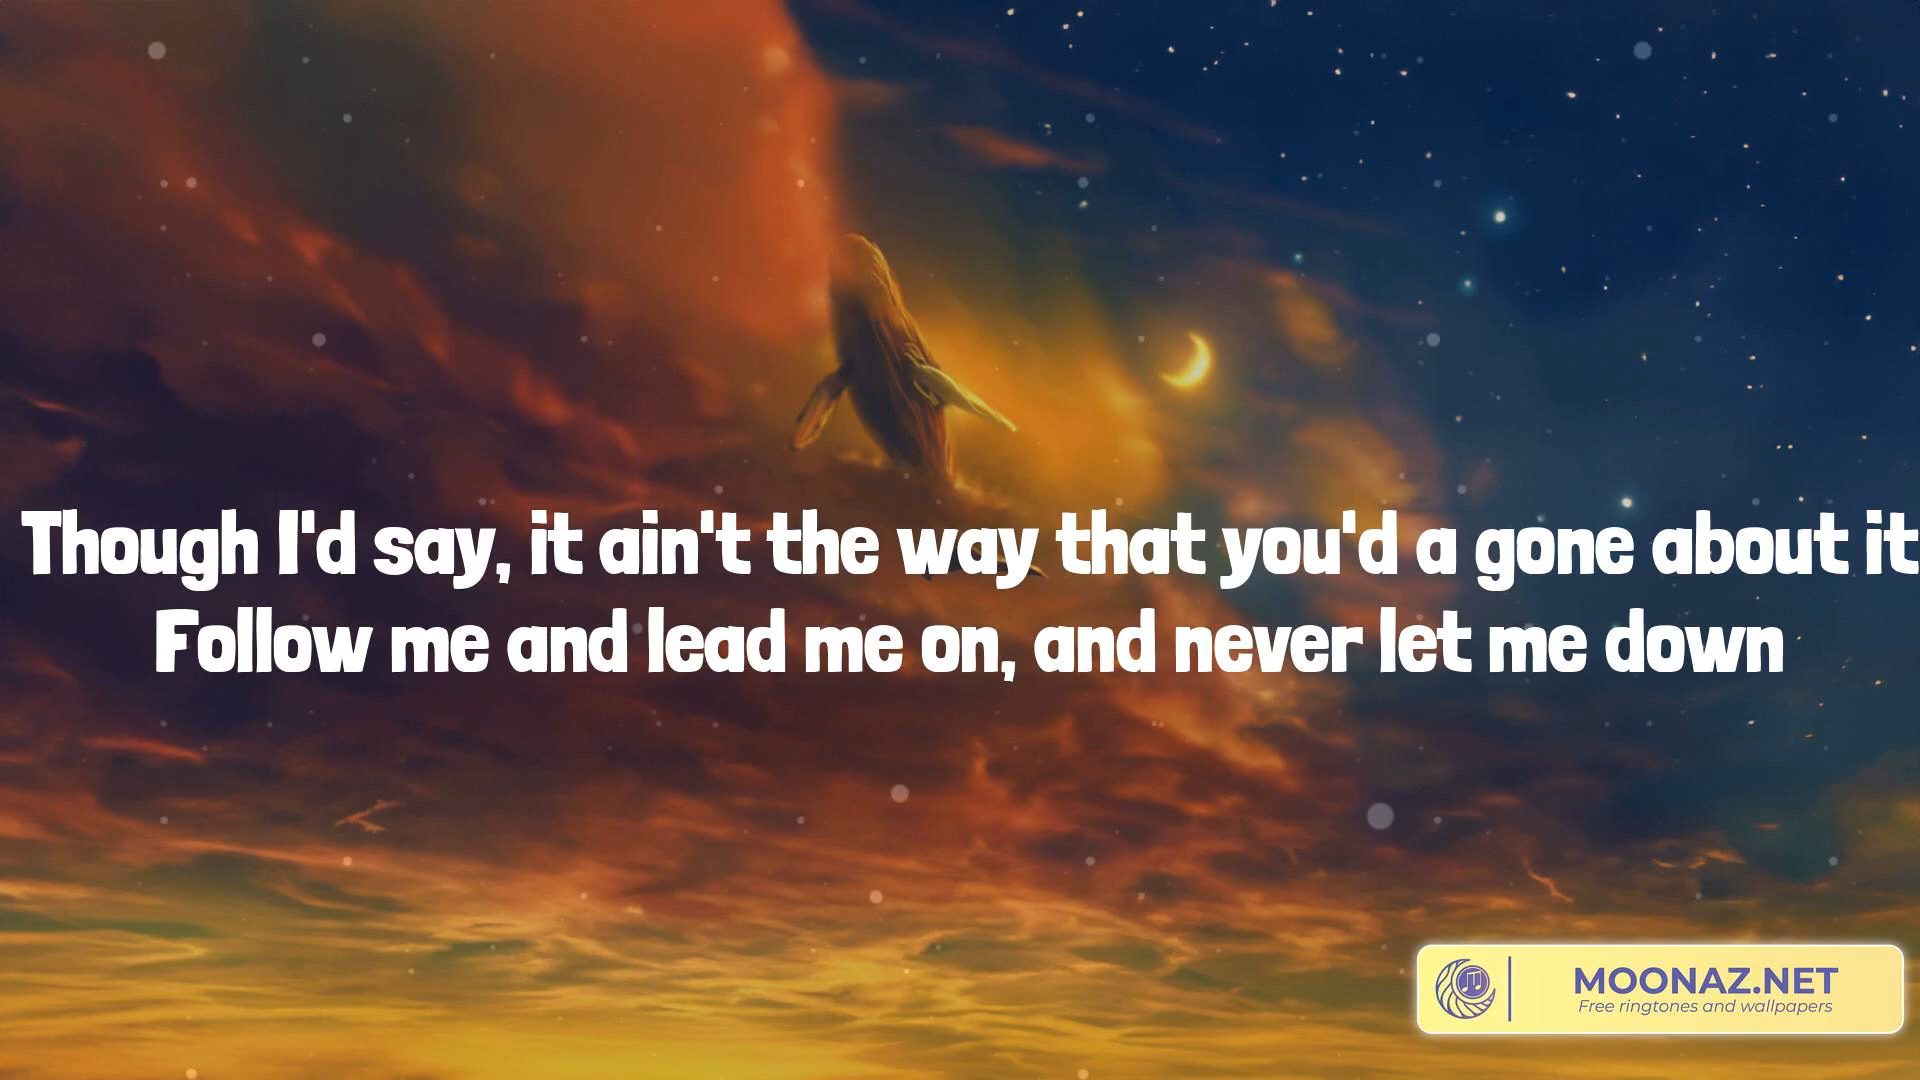 Though I'd say, it ain't the way that you'd a gone about it
Follow me and lead me on, and never let me down
MOONAZ.NET
Free ringtones and wallpapers